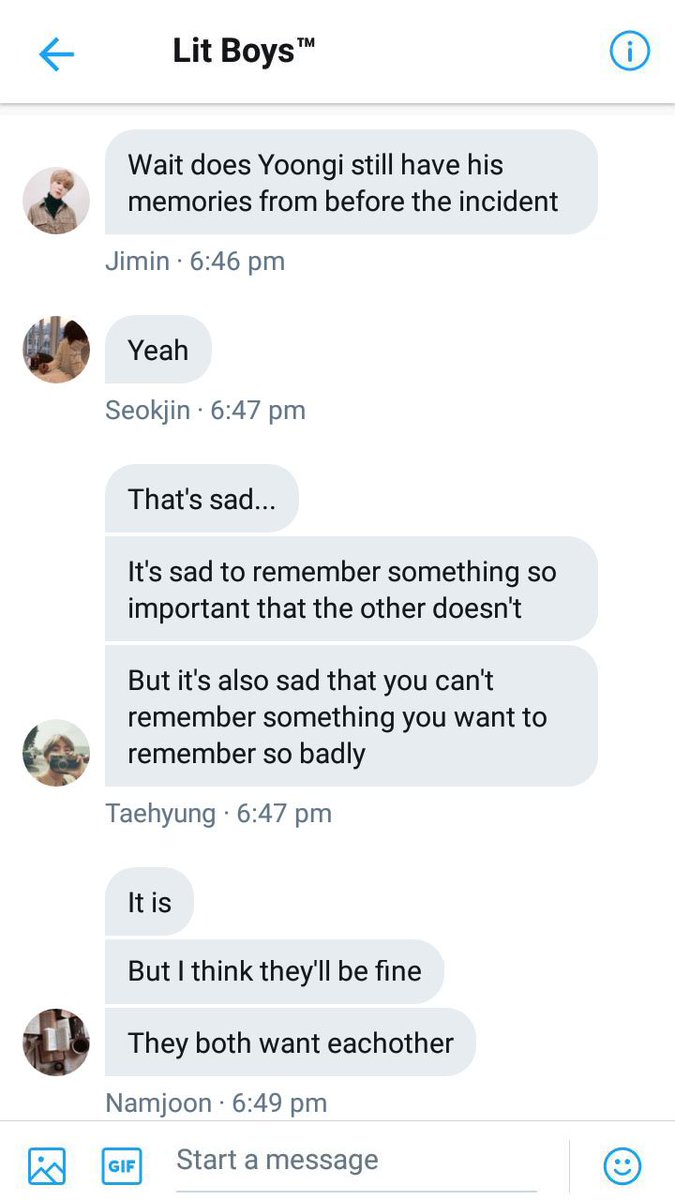 Lit Boys™
Wait does Yoongi still have his
memories from before the incident
Jimin · 6:46 pm
Yeah
Seokjin · 6:47 pm
That's sad...
It's sad to remember something so
important that the other doesn't
But it's also sad that you can't
remember something you want to
remember so badly
Taehyung · 6:47 pm
It is
But I think they'll be fine
They both want eachother
Namjoon · 6:49 pm
GIF
Start a message